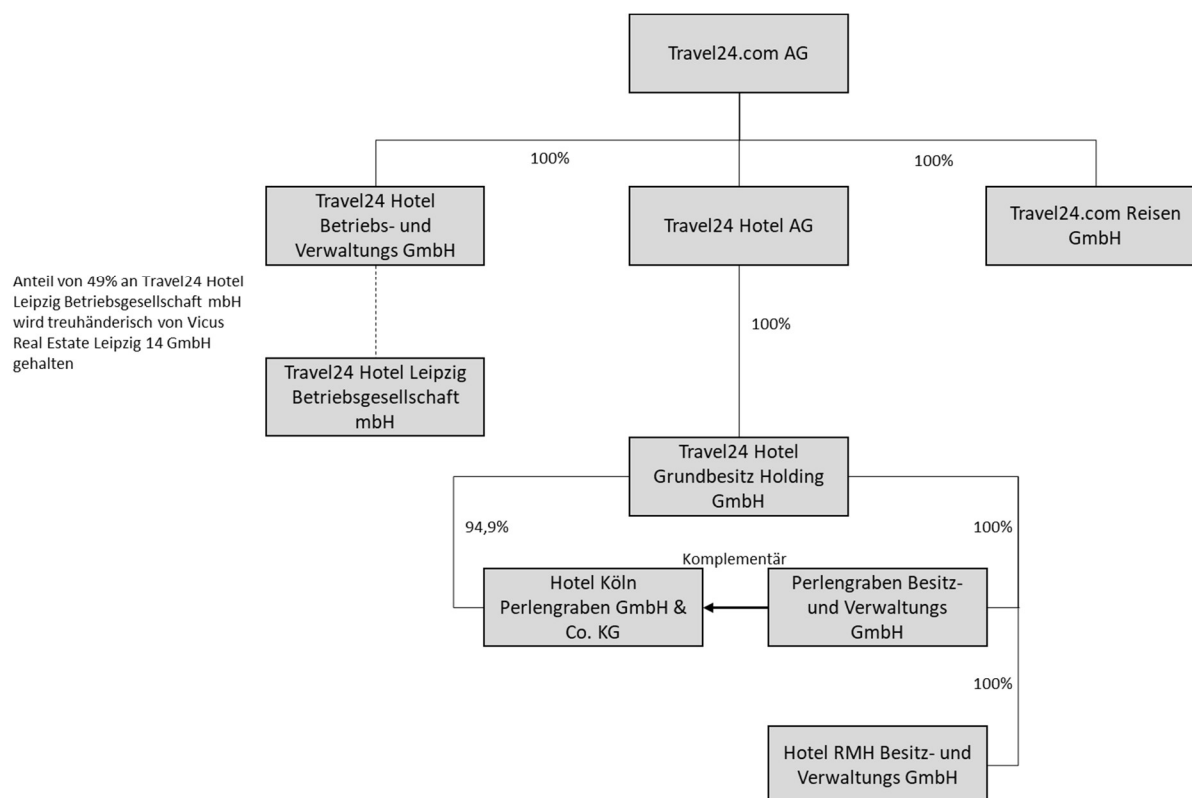 Travel24.com AG
100%
100%
Travel24 Hotel
Betriebs- und
Verwaltungs GmbH
Travel24 Hotel AG
Travel24.com Reisen
GmbH
Anteil von 49% an Travel24 Hotel
Leipzig Betriebsgesellschaft mbH
wird treuhänderisch von Vicus
Real Estate Leipzig 14 GmbH
gehalten
100%
Travel24 Hotel Leipzig
Betriebsgesellschaft
mbH
Travel24 Hotel
Grundbesitz Holding
GmbH
94,9%
100%
Komplementär
Hotel Köln
Perlengraben GmbH &
Co. KG
Perlengraben Besitz-
und Verwaltungs
GmbH
100%
Hotel RMH Besitz- und
Verwaltungs GmbH